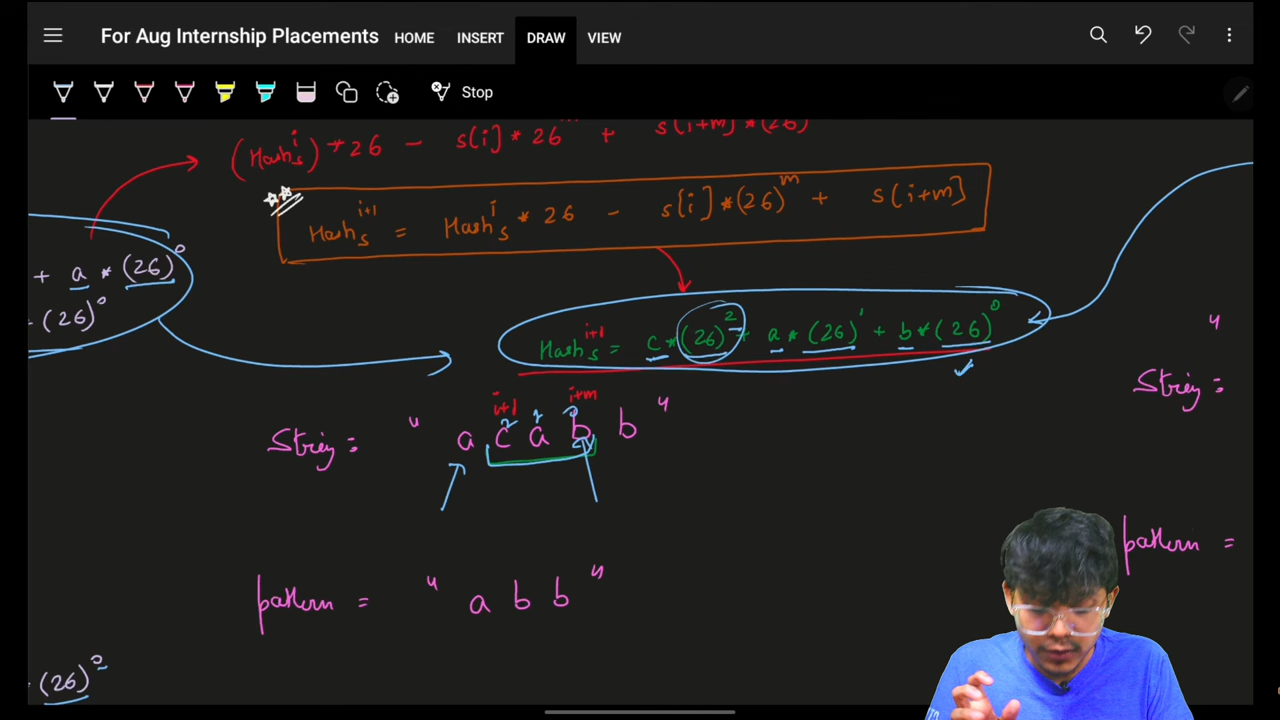 For Aug Internship Placements HOME INSERT DRAW VIEW
Stop
(Hash_s^i) * 26 - s[i] * 26^m + s(i+m] * (26)
Hash_s^{i+1} = Hash_s^i * 26 - s[i] * (26)^m + s[i+m]
+ a * (26)^0
+ (26)^0
Hash_s^{i+1} = c * (26)^2 + a * (26)^1 + b * (26)^0
i+1 i+m
2 1 0
String = " a c a b b "
String = "
pattern = " a b b "
pattern =
* (26)^0